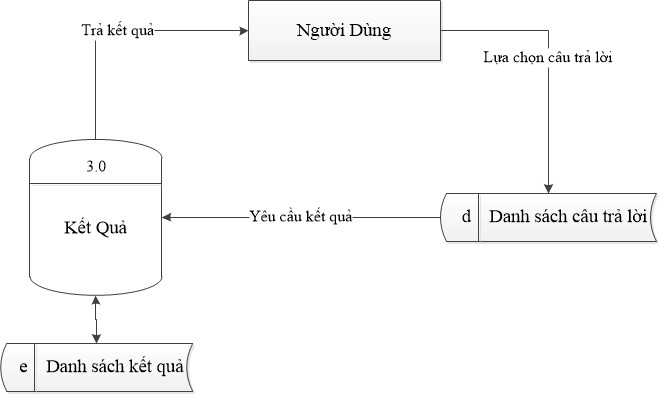 Trả kết quả
Người Dùng
Lựa chọn câu trả lời
3.0
Kết Quả
Yêu cầu kết quả
d
Danh sách câu trả lời
e
Danh sách kết quả